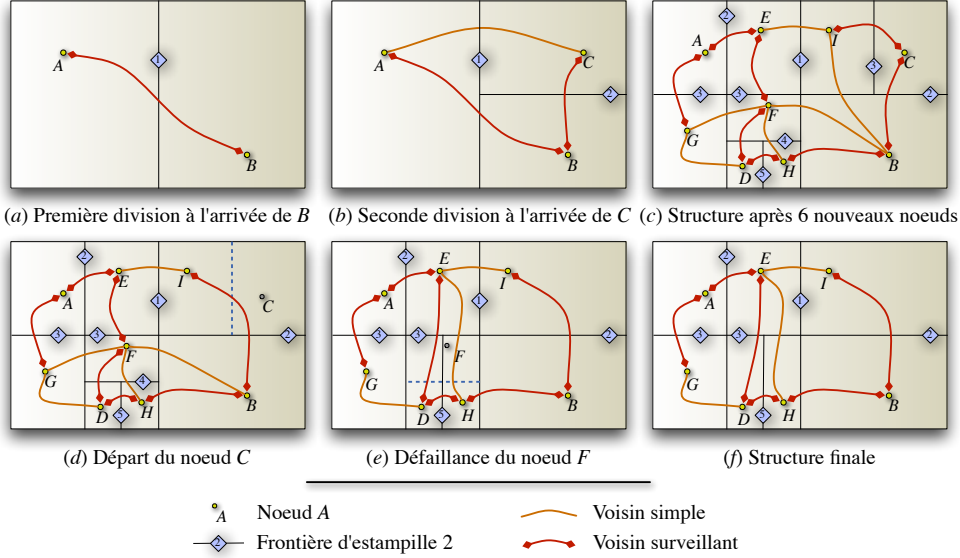 A
1
B
(a) Première division à l'arrivée de B
A
1
C
2
B
(b) Seconde division à l'arrivée de C
2
E
I
A
1
C
3
3
3
2
F
G
4
D
5
H
B
(c) Structure après 6 nouveaux noeuds
2
E
I
A
1
C
3
3
2
F
G
4
D
5
H
B
(d) Départ du noeud C
2
E
I
A
1
3
3
2
F
G
D
5
H
B
(e) Défaillance du noeud F
2
E
I
A
1
3
3
2
G
D
5
H
B
(f) Structure finale
A
Noeud A
Voisin simple
2
Frontière d'estampille 2
Voisin surveillant